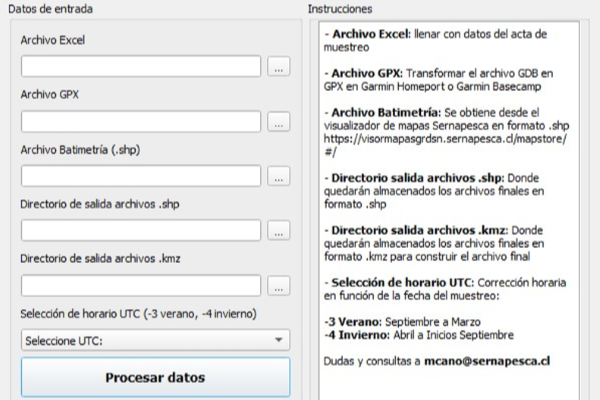 Datos de entrada
Archivo Excel
...
Archivo GPX
...
Archivo Batimetría (.shp)
...
Directorio de salida archivos .shp
...
Directorio de salida archivos .kmz
...
Selección de horario UTC (-3 verano, -4 invierno)
Seleccione UTC:
Procesar datos
Instrucciones
- Archivo Excel: llenar con datos del acta de
muestreo
- Archivo GPX: Transformar el archivo GDB en
GPX en Garmin Homeport o Garmin Basecamp
- Archivo Batimetría: Se obtiene desde el
visualizador de mapas Sernapesca en formato .shp
https://visormapasgrdsn.sernapesca.cl/mapstore/
#/
- Directorio salida archivos .shp: Donde
quedarán almacenados los archivos finales en
formato .shp
- Directorio salida archivos .kmz: Donde
quedarán almacenados los archivos finales en
formato .kmz para construir el archivo final
- Selección de horario UTC: Corrección horaria
en función de la fecha del muestreo:
-3 Verano: Septiembre a Marzo
-4 Invierno: Abril a Inicios Septiembre
Dudas y consultas a mcano@sernapesca.cl